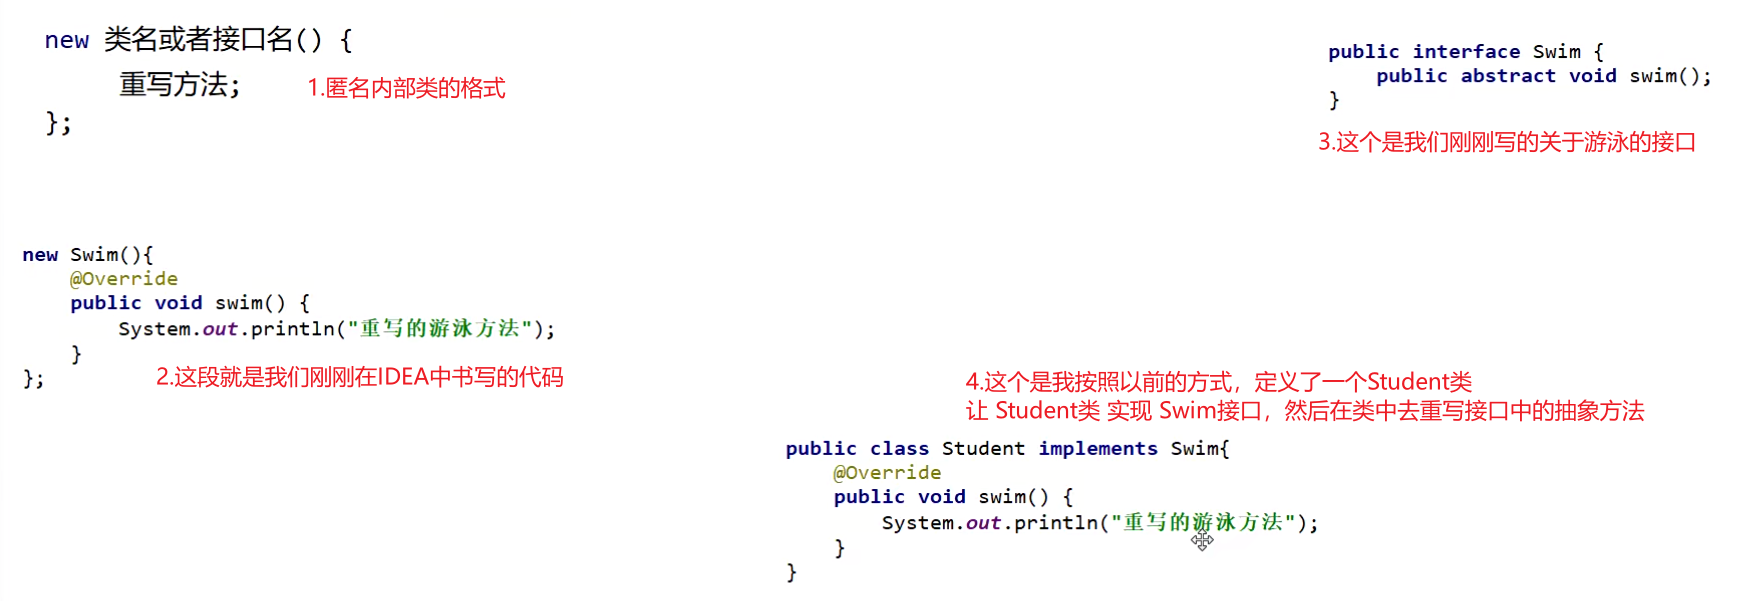 new 类名或者接口名() {
重写方法;
1.匿名内部类的格式
};
public interface Swim {
public abstract void swim();
}
3.这个是我们刚刚写的关于游泳的接口
new Swim(){
@Override
public void swim() {
System.out.println("重写的游泳方法");
}
};
2.这段就是我们刚刚在IDEA中书写的代码
4.这个是我按照以前的方式，定义了一个Student类
让 Student类 实现 Swim接口，然后在类中去重写接口中的抽象方法
public class Student implements Swim{
@Override
public void swim() {
System.out.println("重写的游泳方法");
}
}